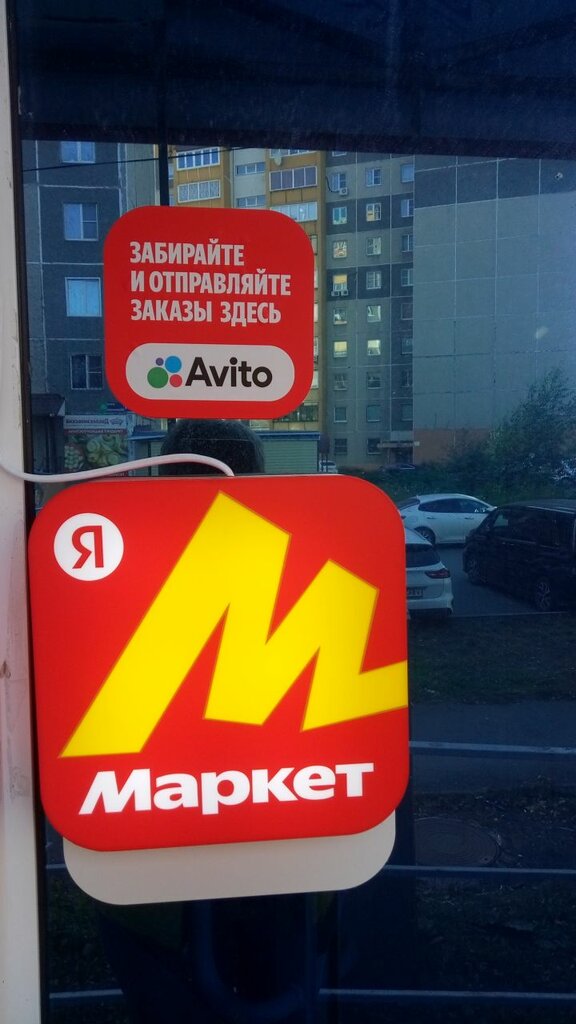 ЗАБИРАЙТЕ
И ОТПРАВЛЯЙТЕ
ЗАКАЗЫ ЗДЕСЬ
Avito
Я
Маркет